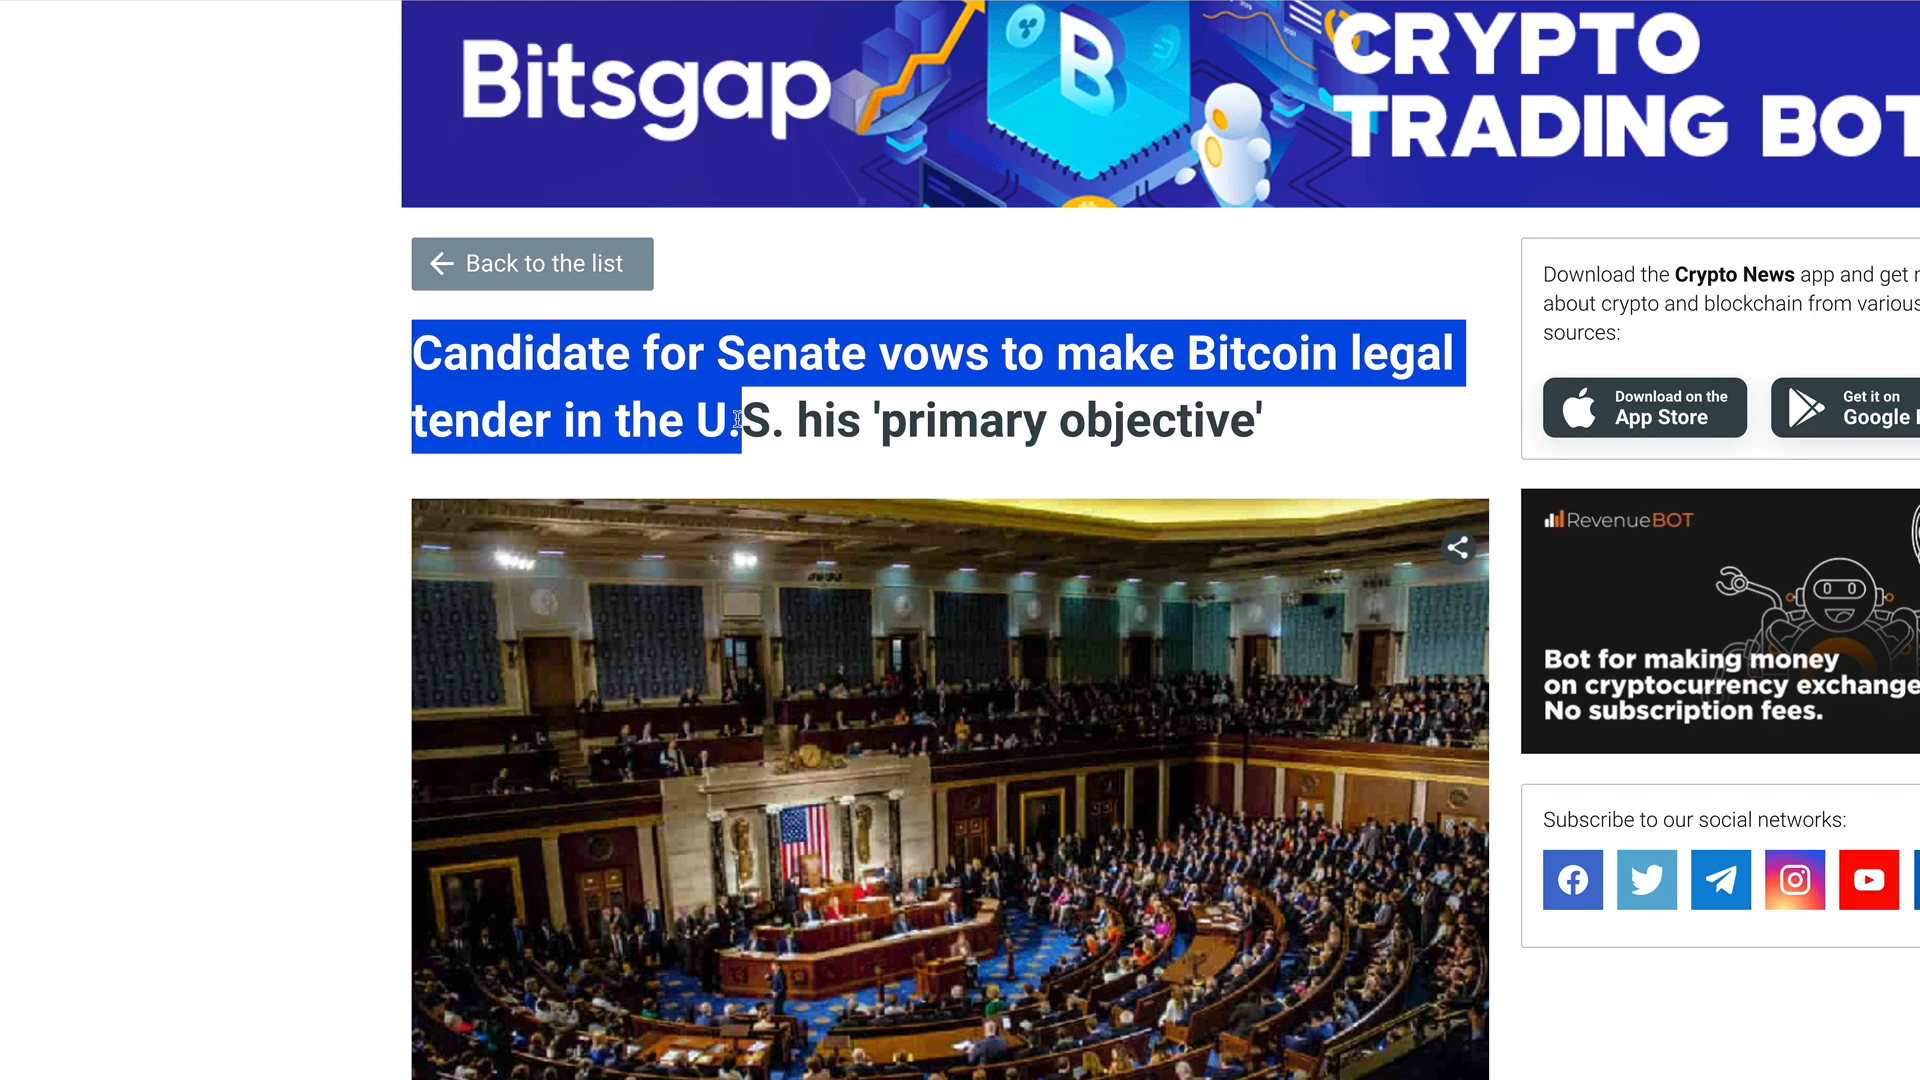 Bitsgap
CRYPTO
TRADING BOT
Back to the list
Candidate for Senate vows to make Bitcoin legal
tender in the U.S. his 'primary objective'
Download the Crypto News app and get
about crypto and blockchain from various
sources:
Download on the
App Store
Get it on
Google
RevenueBOT
Bot for making money
on cryptocurrency exchange
No subscription fees.
Subscribe to our social networks: